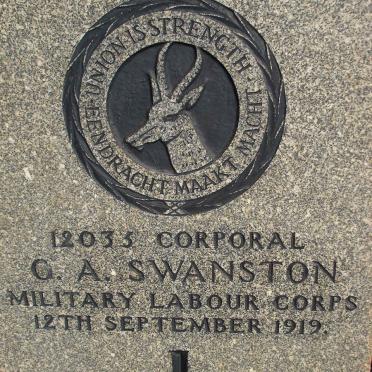 UNION IS STRENGTH
EENDRACHT MAAKT MACHT
12035 CORPORAL
G. A. SWANSTON
MILITARY LABOUR CORPS
12TH SEPTEMBER 1919.